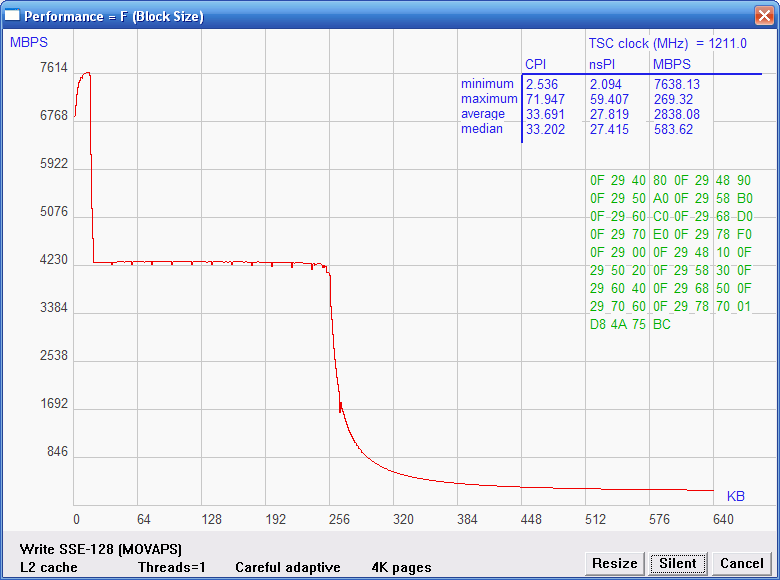 Performance = F (Block Size)
MBPS
TSC clock (MHz) = 1211.0
CPI nsPI MBPS
minimum 2.536 2.094 7638.13
maximum 71.947 59.407 269.32
average 33.691 27.819 2838.08
median 33.202 27.415 583.62
0F 29 40 80 0F 29 48 90
0F 29 50 A0 0F 29 58 B0
0F 29 60 C0 0F 29 68 D0
0F 29 70 E0 0F 29 78 F0
0F 29 00 0F 29 48 10 0F
29 50 20 0F 29 58 30 0F
29 60 40 0F 29 68 50 0F
29 70 60 0F 29 78 70 01
D8 4A 75 BC
7614
6768
5922
5076
4230
3384
2538
1692
846
KB
0 64 128 192 256 320 384 448 512 576 640
Write SSE-128 (MOVAPS)
L2 cache Threads=1 Careful adaptive 4K pages
Resize Silent Cancel